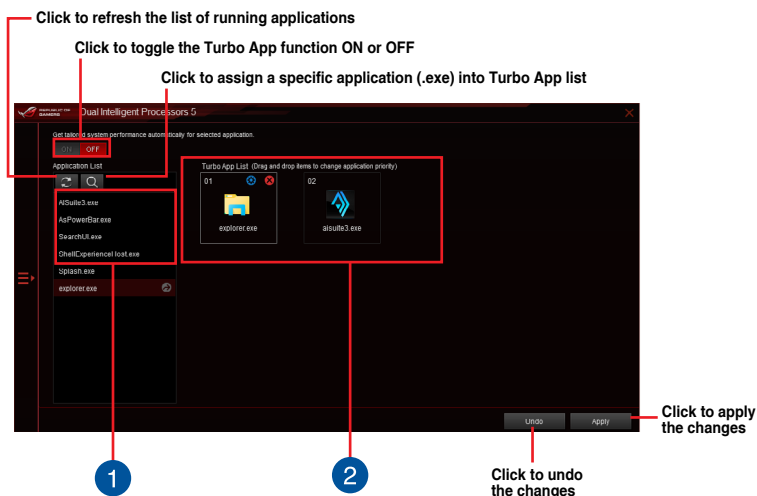 Click to refresh the list of running applications
Click to toggle the Turbo App function ON or OFF
Click to assign a specific application (.exe) into Turbo App list
REPUBLIC OF
GAMERS
Dual Intelligent Processors 5
Get tailored system performance automatically for selected application.
ON OFF
Application List
Turbo App List (Drag and drop items to change application priority)
01
02
AISuite3.exe
AsPowerBar.exe
SearchUI.exe
ShellExperienceHost.exe
Splash.exe
explorer.exe
explorer.exe
aisuite3.exe
Undo
Apply
Click to apply
the changes
Click to undo
the changes
1
2